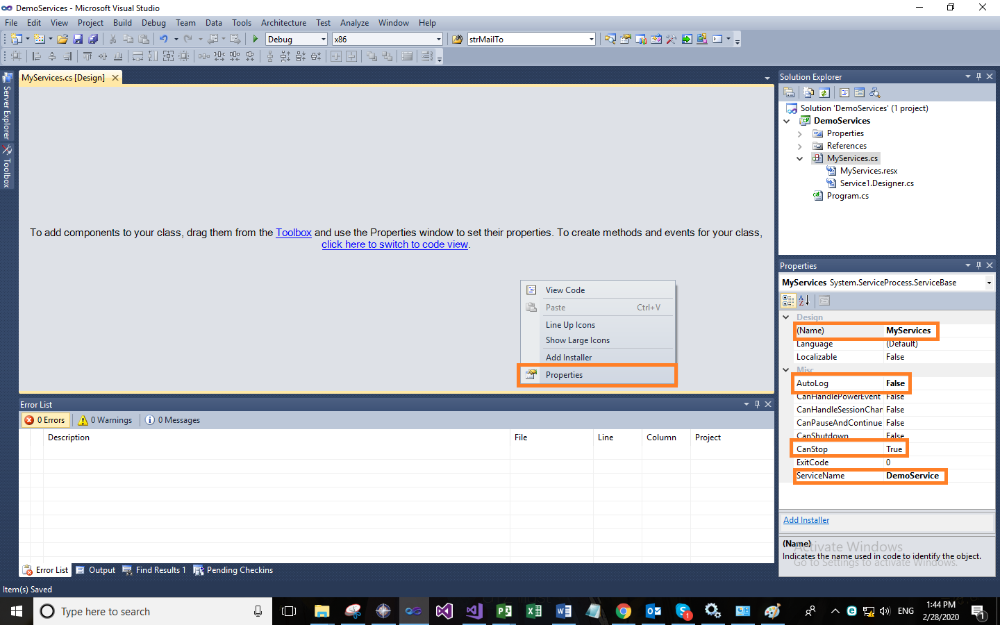 DemoServices - Microsoft Visual Studio
File Edit View Project Build Debug Team Data Tools Architecture Test Analyze Window Help
Debug x86 strMailTo
MyServices.cs [Design]
Server Explorer
Toolbox
To add components to your class, drag them from the Toolbox and use the Properties window to set their properties. To create methods and events for your class,
click here to switch to code view.
View Code
Paste Ctrl+V
Line Up Icons
Show Large Icons
Add Installer
Properties
Solution Explorer
Solution 'DemoServices' (1 project)
DemoServices
Properties
References
MyServices.cs
MyServices.resx
Service1.Designer.cs
Program.cs
Properties
MyServices System.ServiceProcess.ServiceBase
Design
(Name) MyServices
Language (Default)
Localizable False
Misc
AutoLog False
CanHandlePowerEvent False
CanHandleSessionChar False
CanPauseAndContinue False
CanShutdown False
CanStop True
ExitCode 0
ServiceName DemoService
Add Installer
(Name)
Indicates the name used in code to identify the object.
Activate Windows
Go to Settings to activate Windows.
Error List
0 Errors 0 Warnings 0 Messages
Description File Line Column Project
Error List Output Find Results 1 Pending Checkins
Item(s) Saved
Type here to search
1
ENG
1:44 PM
2/28/2020
1